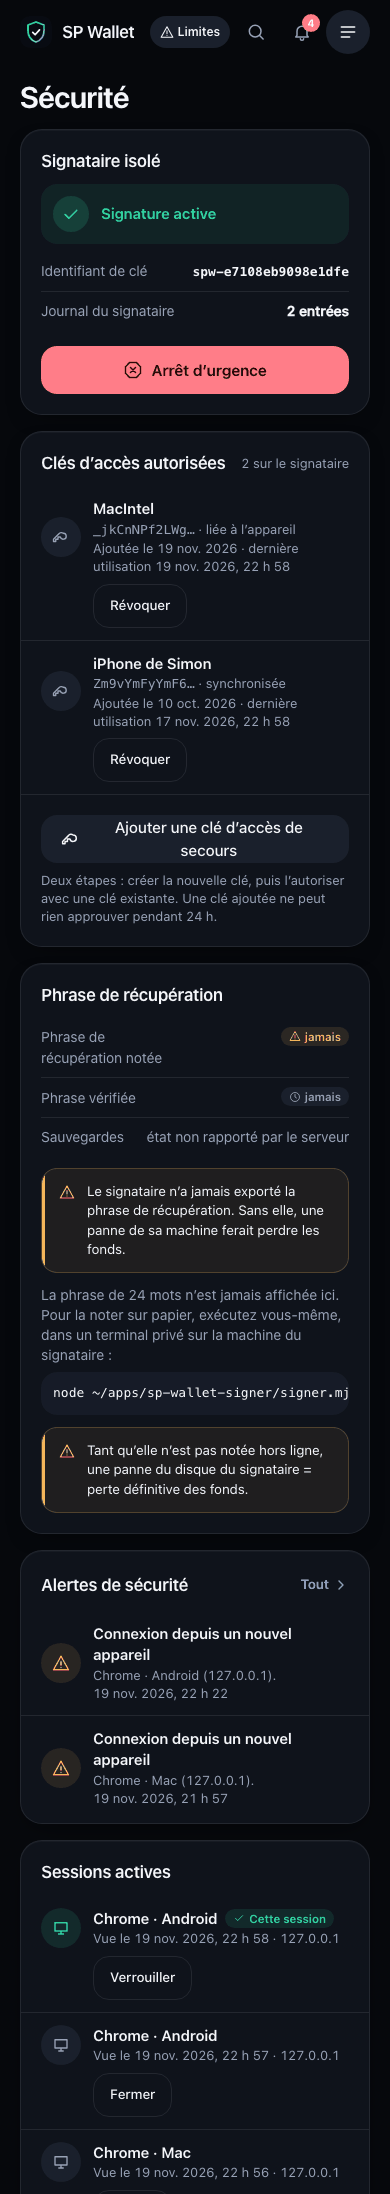 SP Wallet
Limites
4
Sécurité
Signataire isolé
Signature active
Identifiant de clé spw-e7108eb9098e1dfe
Journal du signataire 2 entrées
Arrêt d’urgence
Clés d’accès autorisées 2 sur le signataire
MacIntel
_jkCnNPf2LWg… · liée à l’appareil
Ajoutée le 19 nov. 2026 · dernière
utilisation 19 nov. 2026, 22 h 58
Révoquer
iPhone de Simon
Zm9vYmFyYmF6… · synchronisée
Ajoutée le 10 oct. 2026 · dernière
utilisation 17 nov. 2026, 22 h 58
Révoquer
Ajouter une clé d’accès de
secours
Deux étapes : créer la nouvelle clé, puis l’autoriser
avec une clé existante. Une clé ajoutée ne peut
rien approuver pendant 24 h.
Phrase de récupération
Phrase de
récupération notée
jamais
Phrase vérifiée jamais
Sauvegardes état non rapporté par le serveur
Le signataire n’a jamais exporté la
phrase de récupération. Sans elle, une
panne de sa machine ferait perdre les
fonds.
La phrase de 24 mots n’est jamais affichée ici.
Pour la noter sur papier, exécutez vous-même,
dans un terminal privé sur la machine du
signataire :
node ~/apps/sp-wallet-signer/signer.mj
Tant qu’elle n’est pas notée hors ligne,
une panne du disque du signataire =
perte définitive des fonds.
Alertes de sécurité Tout
Connexion depuis un nouvel
appareil
Chrome · Android (127.0.0.1).
19 nov. 2026, 22 h 22
Connexion depuis un nouvel
appareil
Chrome · Mac (127.0.0.1).
19 nov. 2026, 21 h 57
Sessions actives
Chrome · Android Cette session
Vue le 19 nov. 2026, 22 h 58 · 127.0.0.1
Verrouiller
Chrome · Android
Vue le 19 nov. 2026, 22 h 57 · 127.0.0.1
Fermer
Chrome · Mac
Vue le 19 nov. 2026, 22 h 56 · 127.0.0.1